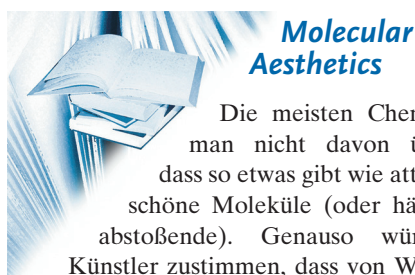 Molecular
Aesthetics
Die meisten Chem
man nicht davon ü
dass so etwas gibt wie att
schöne Moleküle (oder hä
abstoßende). Genauso wür
Künstler zustimmen, dass von W